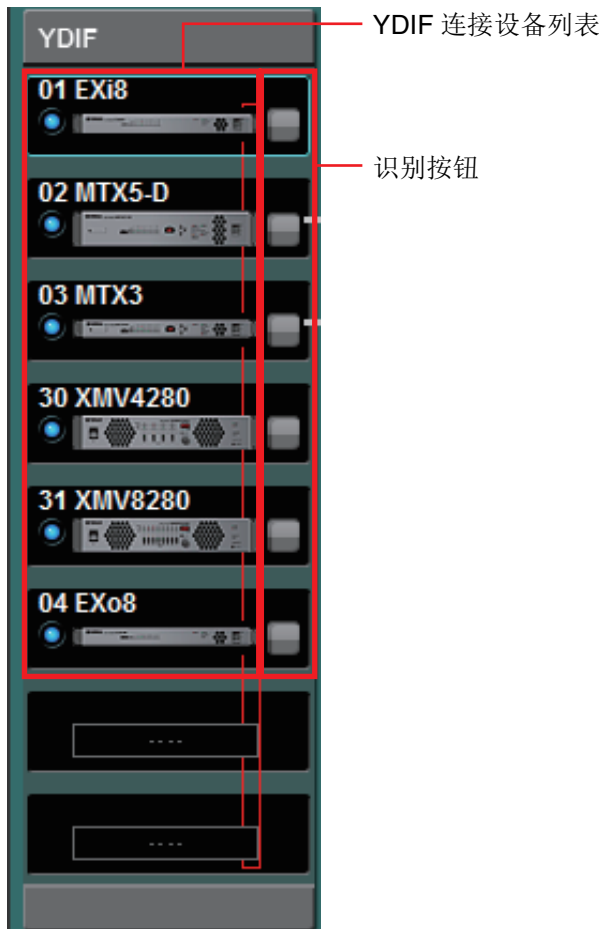 YDIF
YDIF 连接设备列表
01 EXi8
识别按钮
02 MTX5-D
03 MTX3
30 XMV4280
31 XMV8280
04 EXo8
----
----